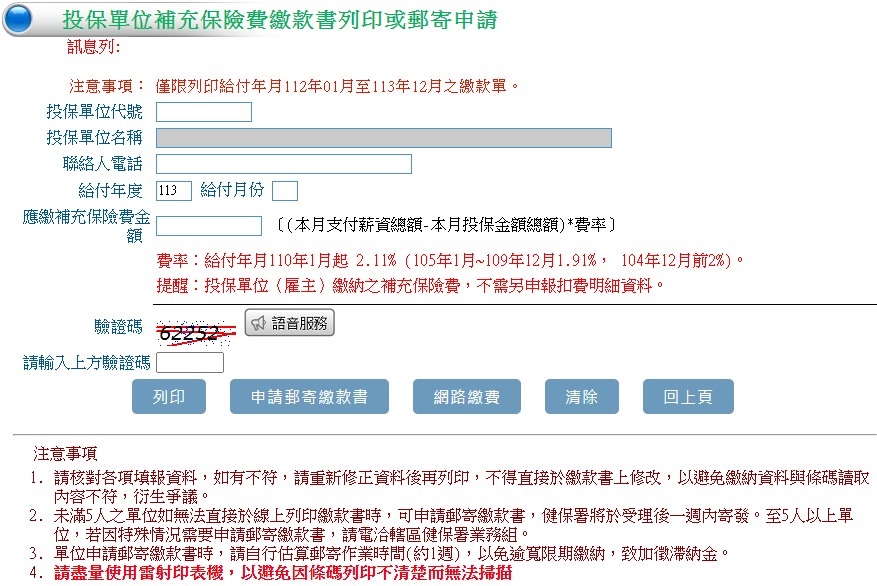 投保單位補充保險費繳款書列印或郵寄申請
訊息列:
注意事項： 僅限列印給付年月112年01月至113年12月之繳款單。
投保單位代號
投保單位名稱
聯絡人電話
給付年度 113 給付月份
應繳補充保險費金
額
〔(本月支付薪資總額-本月投保金額總額)*費率〕
費率：給付年月110年1月起 2.11% (105年1月~109年12月1.91%， 104年12月前2%)。
提醒：投保單位（雇主）繳納之補充保險費，不需另申報扣費明細資料。
驗證碼 62252 語音服務
請輸入上方驗證碼
列印 申請郵寄繳款書 網路繳費 清除 回上頁
注意事項
1. 請核對各項填報資料，如有不符，請重新修正資料後再列印，不得直接於繳款書上修改，以避免繳納資料與條碼讀取
內容不符，衍生爭議。
2. 未滿5人之單位如無法直接於線上列印繳款書時，可申請郵寄繳款書，健保署將於受理後一週內寄發。至5人以上單
位，若因特殊情況需要申請郵寄繳款書，請電洽轄區健保署業務組。
3. 單位申請郵寄繳款書時，請自行估算郵寄作業時間(約1週)，以免逾寬限期繳納，致加徵滯納金。
4. 請盡量使用雷射印表機，以避免因條碼列印不清楚而無法掃描